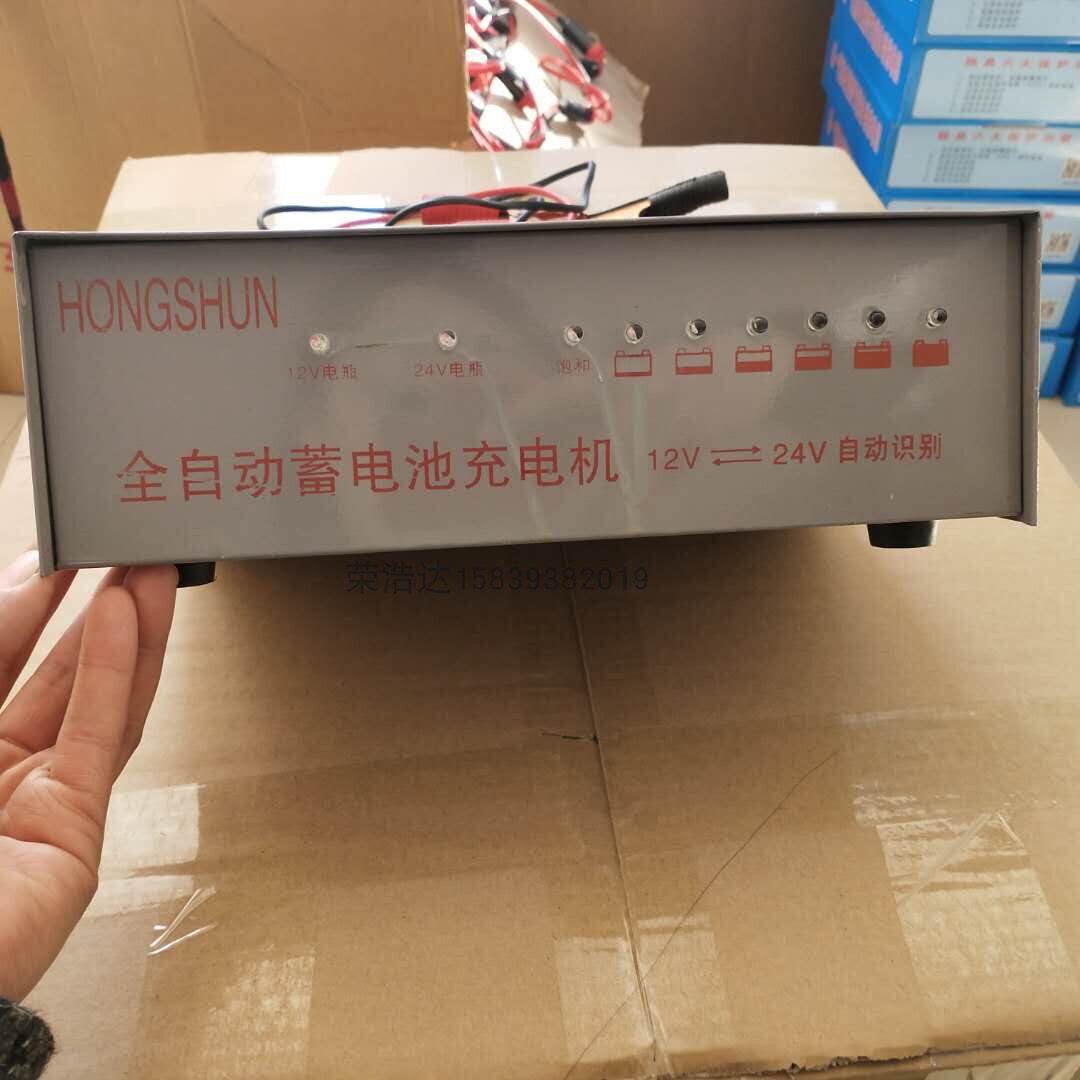 HONGSHUN
12V电瓶 24V电瓶 饱和
全自动蓄电池充电机 12V ⇌ 24V 自动识别
荣浩达15839382019